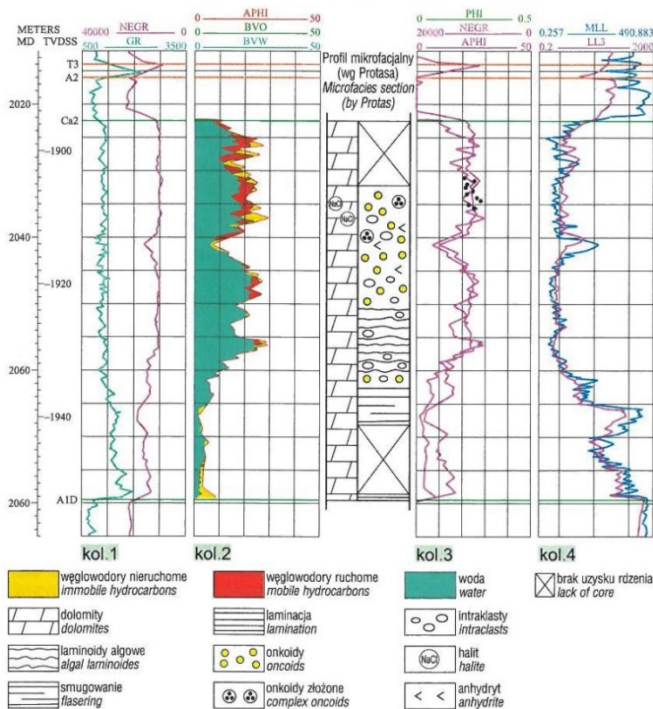 METERS
MD TVDSS
40000 NEGR
500 GR 3500
APHI
0 50
BVO
0 50
BVW
0 50
Profil mikrofacjalny
(wg Protasa)
Microfacies section
(by Protas)
PHI
0 0.5
NEGR
20000
APHI
0 50
MLL
0.257 490.883
LL3
0.2 2000
T3
A2
2020
Ca2
-1900
2040
-1920
2060
-1940
2060
A1D
NaCl
NaCl
kol.1
kol.2
kol.3
kol.4
węglowodory nieruchome
immobile hydrocarbons
węglowodory ruchome
mobile hydrocarbons
woda
water
brak uzysku rdzenia
lack of core
dolomity
dolomites
laminacja
lamination
intraklasty
intraclasts
laminoidy algowe
algal laminoides
onkoidy
oncoids
NaCl
halit
halite
smugowanie
flasering
onkoidy złożone
complex oncoids
anhydryt
anhydrite